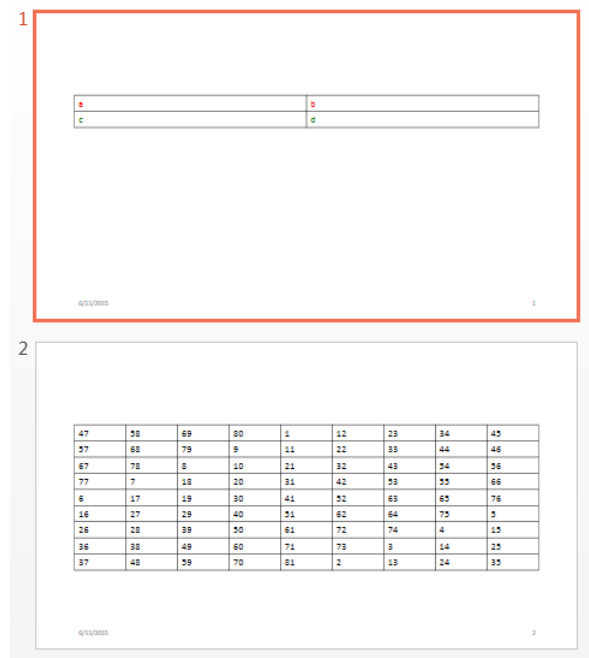 1
a b
c d
6/11/2015 1
2
47 58 69 80 1 12 23 34 45
57 68 79 9 11 22 33 44 46
67 78 8 10 21 32 43 54 56
77 7 18 20 31 42 53 55 66
6 17 19 30 41 52 63 65 76
16 27 29 40 51 62 64 75 5
26 28 39 50 61 72 74 4 15
36 38 49 60 71 73 3 14 25
37 48 59 70 81 2 13 24 35
6/11/2015 2